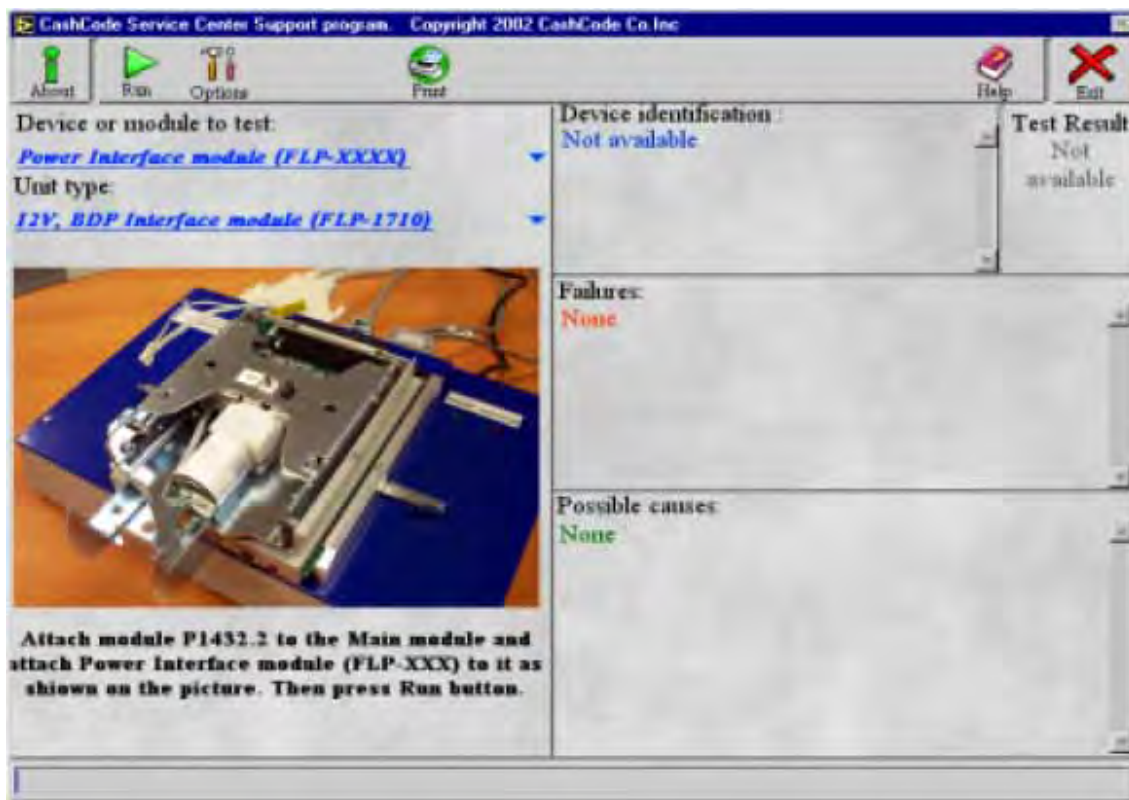 CashCode Service Center Support program. Copyright 2002 CashCode Co.Inc
About
Run
Options
Print
Help
Exit
Device or module to test:
Power Interface module (FLP-XXXX)
Unit type:
12V, BDP Interface module (FLP-1710)
Attach module P1432.2 to the Main module and
attach Power Interface module (FLP-XXX) to it as
shiown on the picture. Then press Run button.
Device identification :
Not available
Test Result
Not
available
Failures:
None
Possible causes:
None